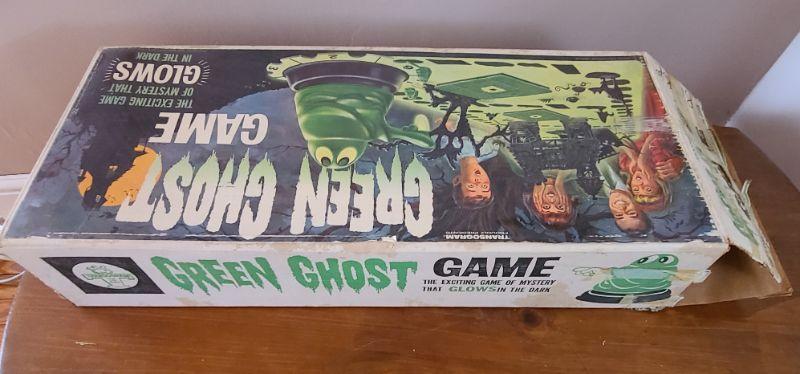 GREEN GHOST
GAME
THE EXCITING GAME
OF MYSTERY THAT
GLOWS
IN THE DARK
TRANSOGRAM
GREEN GHOST GAME
THE EXCITING GAME OF MYSTERY
THAT GLOWS IN THE DARK